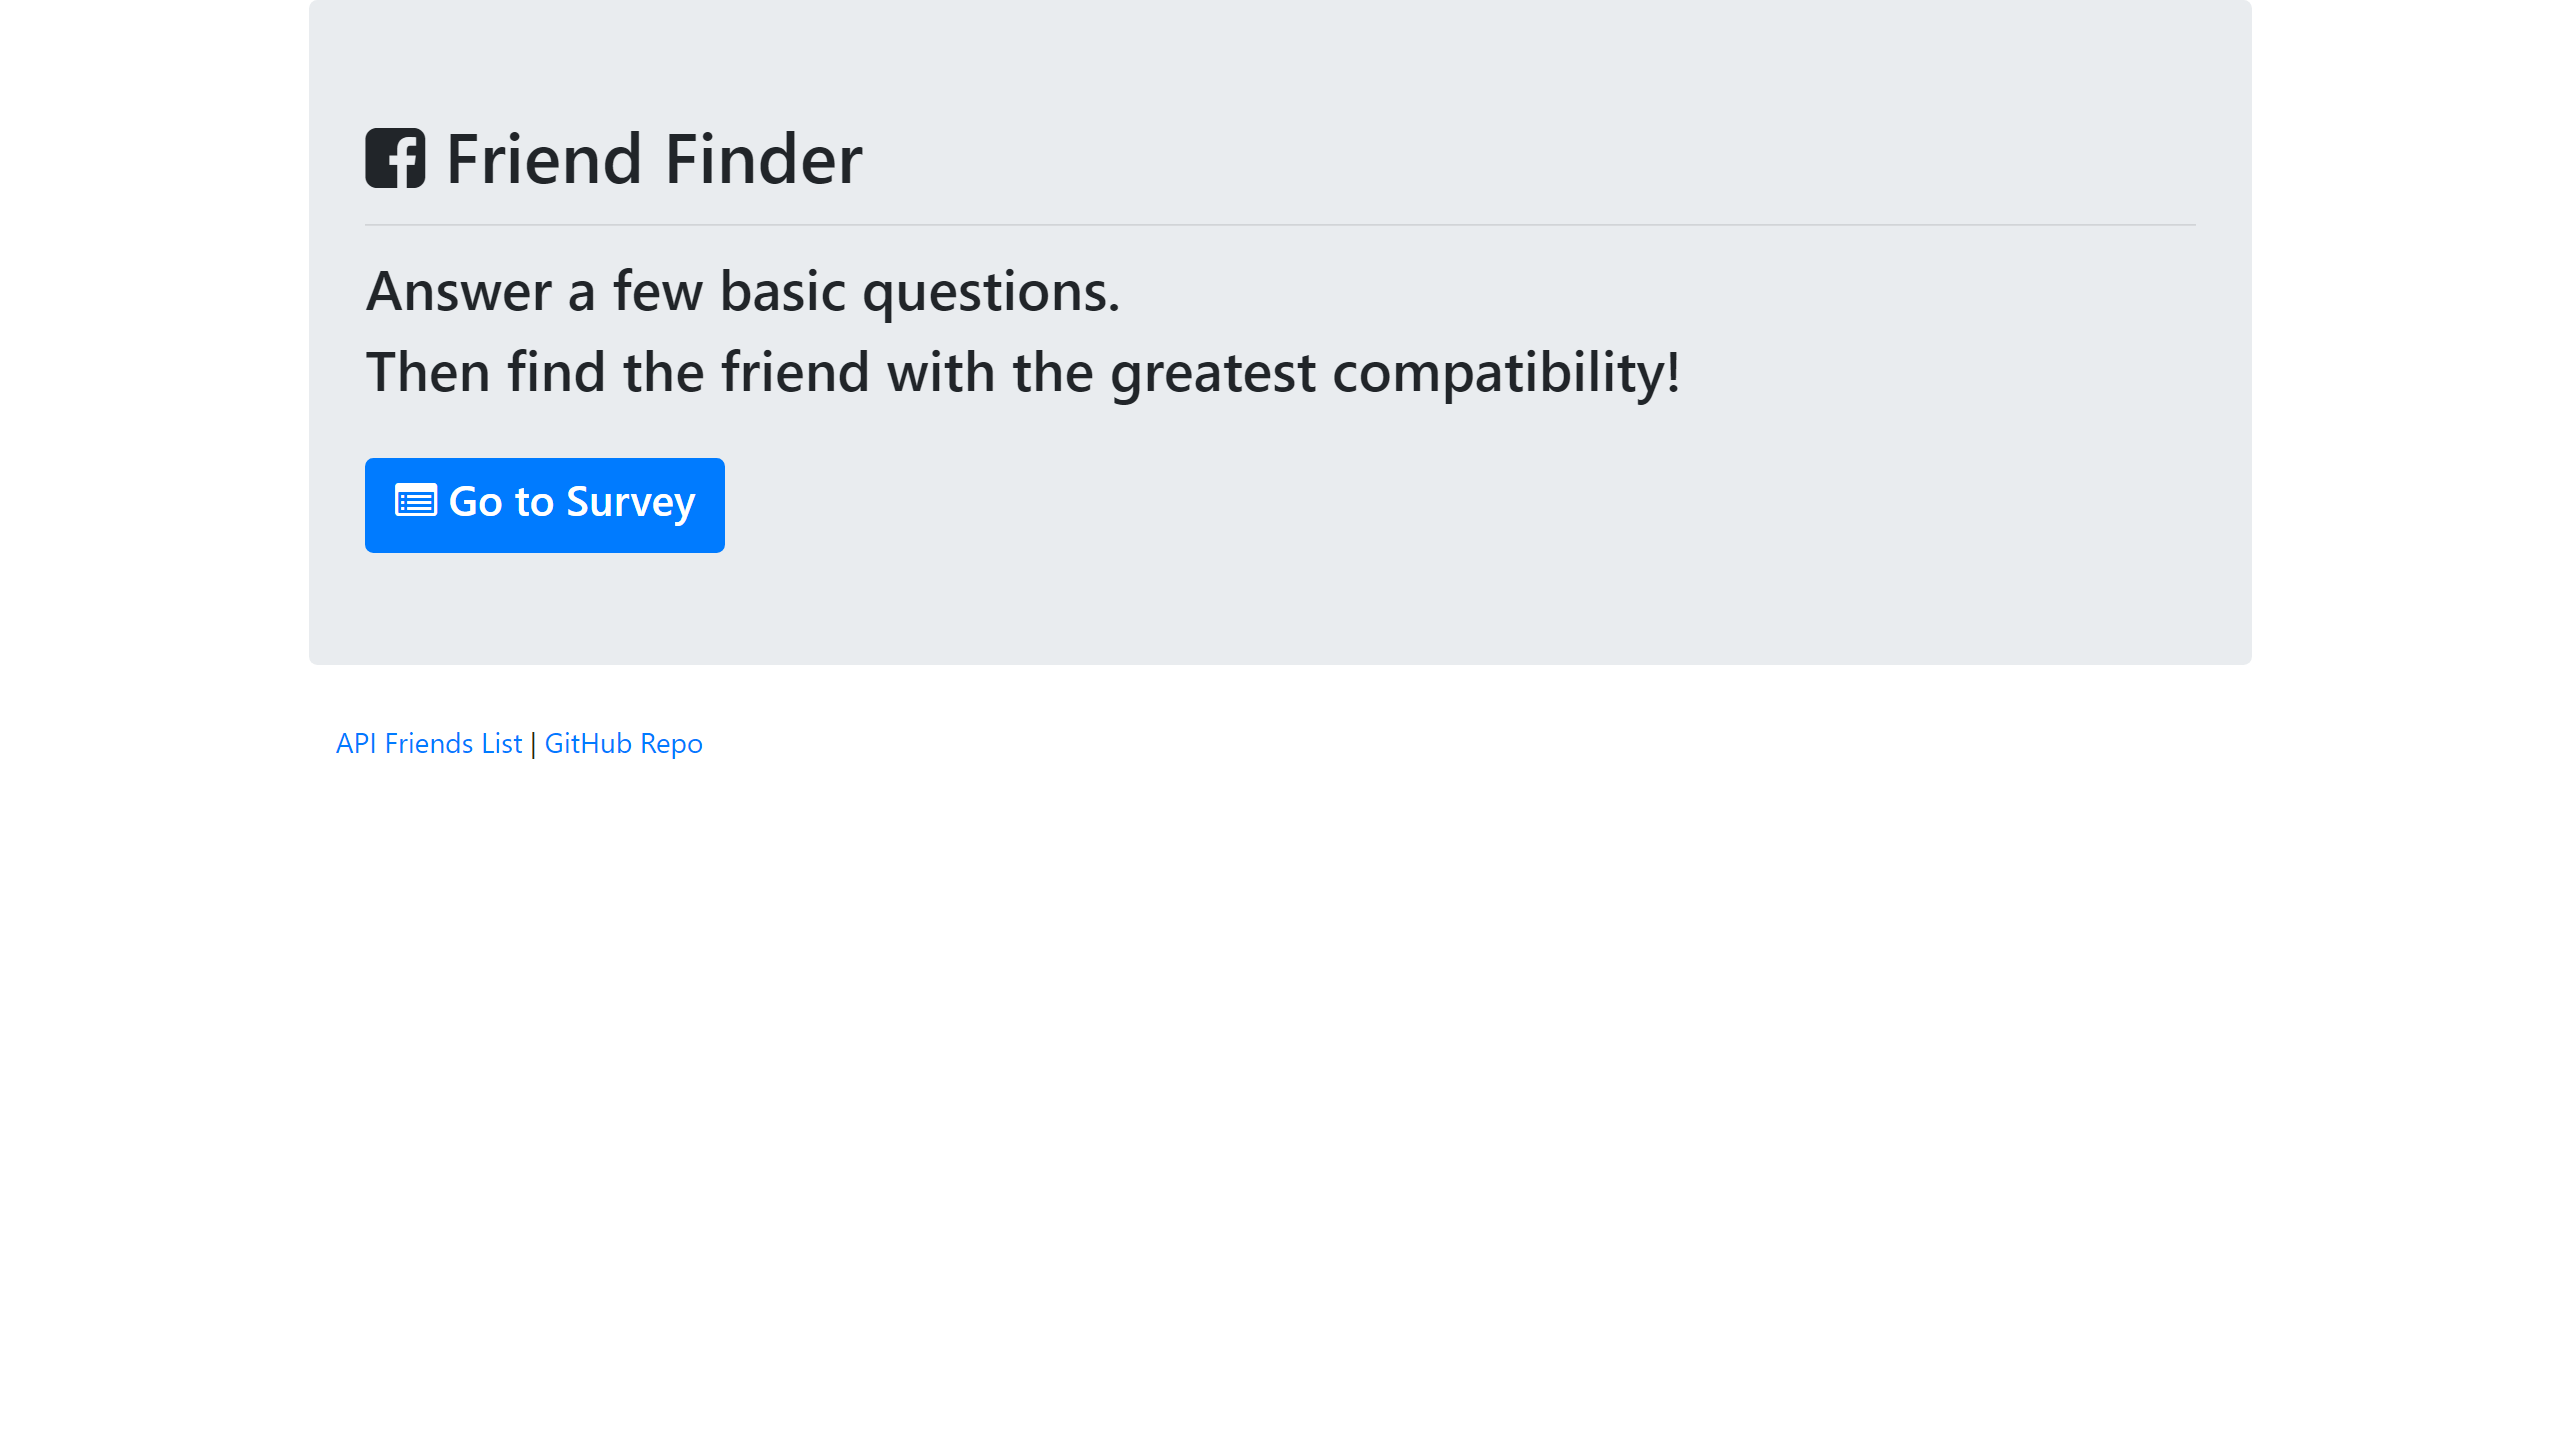 Friend Finder
Answer a few basic questions.
Then find the friend with the greatest compatibility!
Go to Survey
API Friends List | GitHub Repo